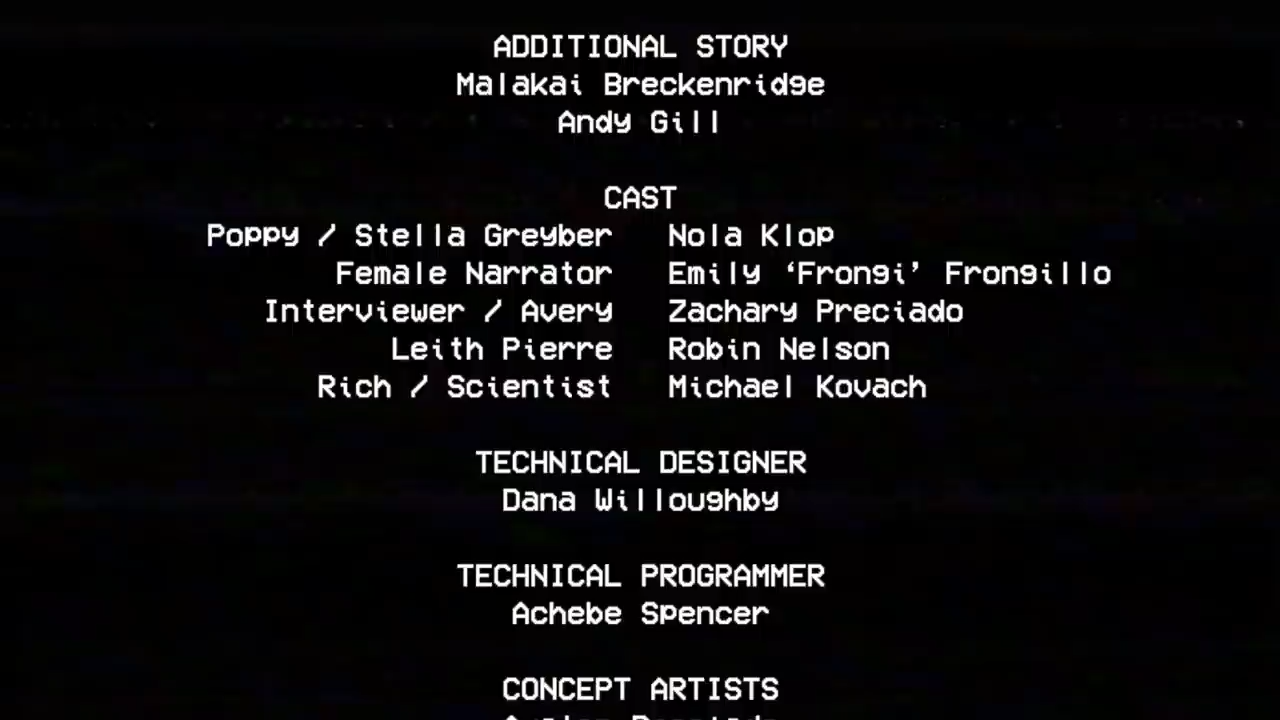 ADDITIONAL STORY
Malakai Breckenridge
Andy Gill
CAST
Poppy / Stella Greyber Nola Klop
Female Narrator Emily ‘Frongi’ Frongillo
Interviewer / Avery Zachary Preciado
Leith Pierre Robin Nelson
Rich / Scientist Michael Kovach
TECHNICAL DESIGNER
Dana Willoughby
TECHNICAL PROGRAMMER
Achebe Spencer
CONCEPT ARTISTS